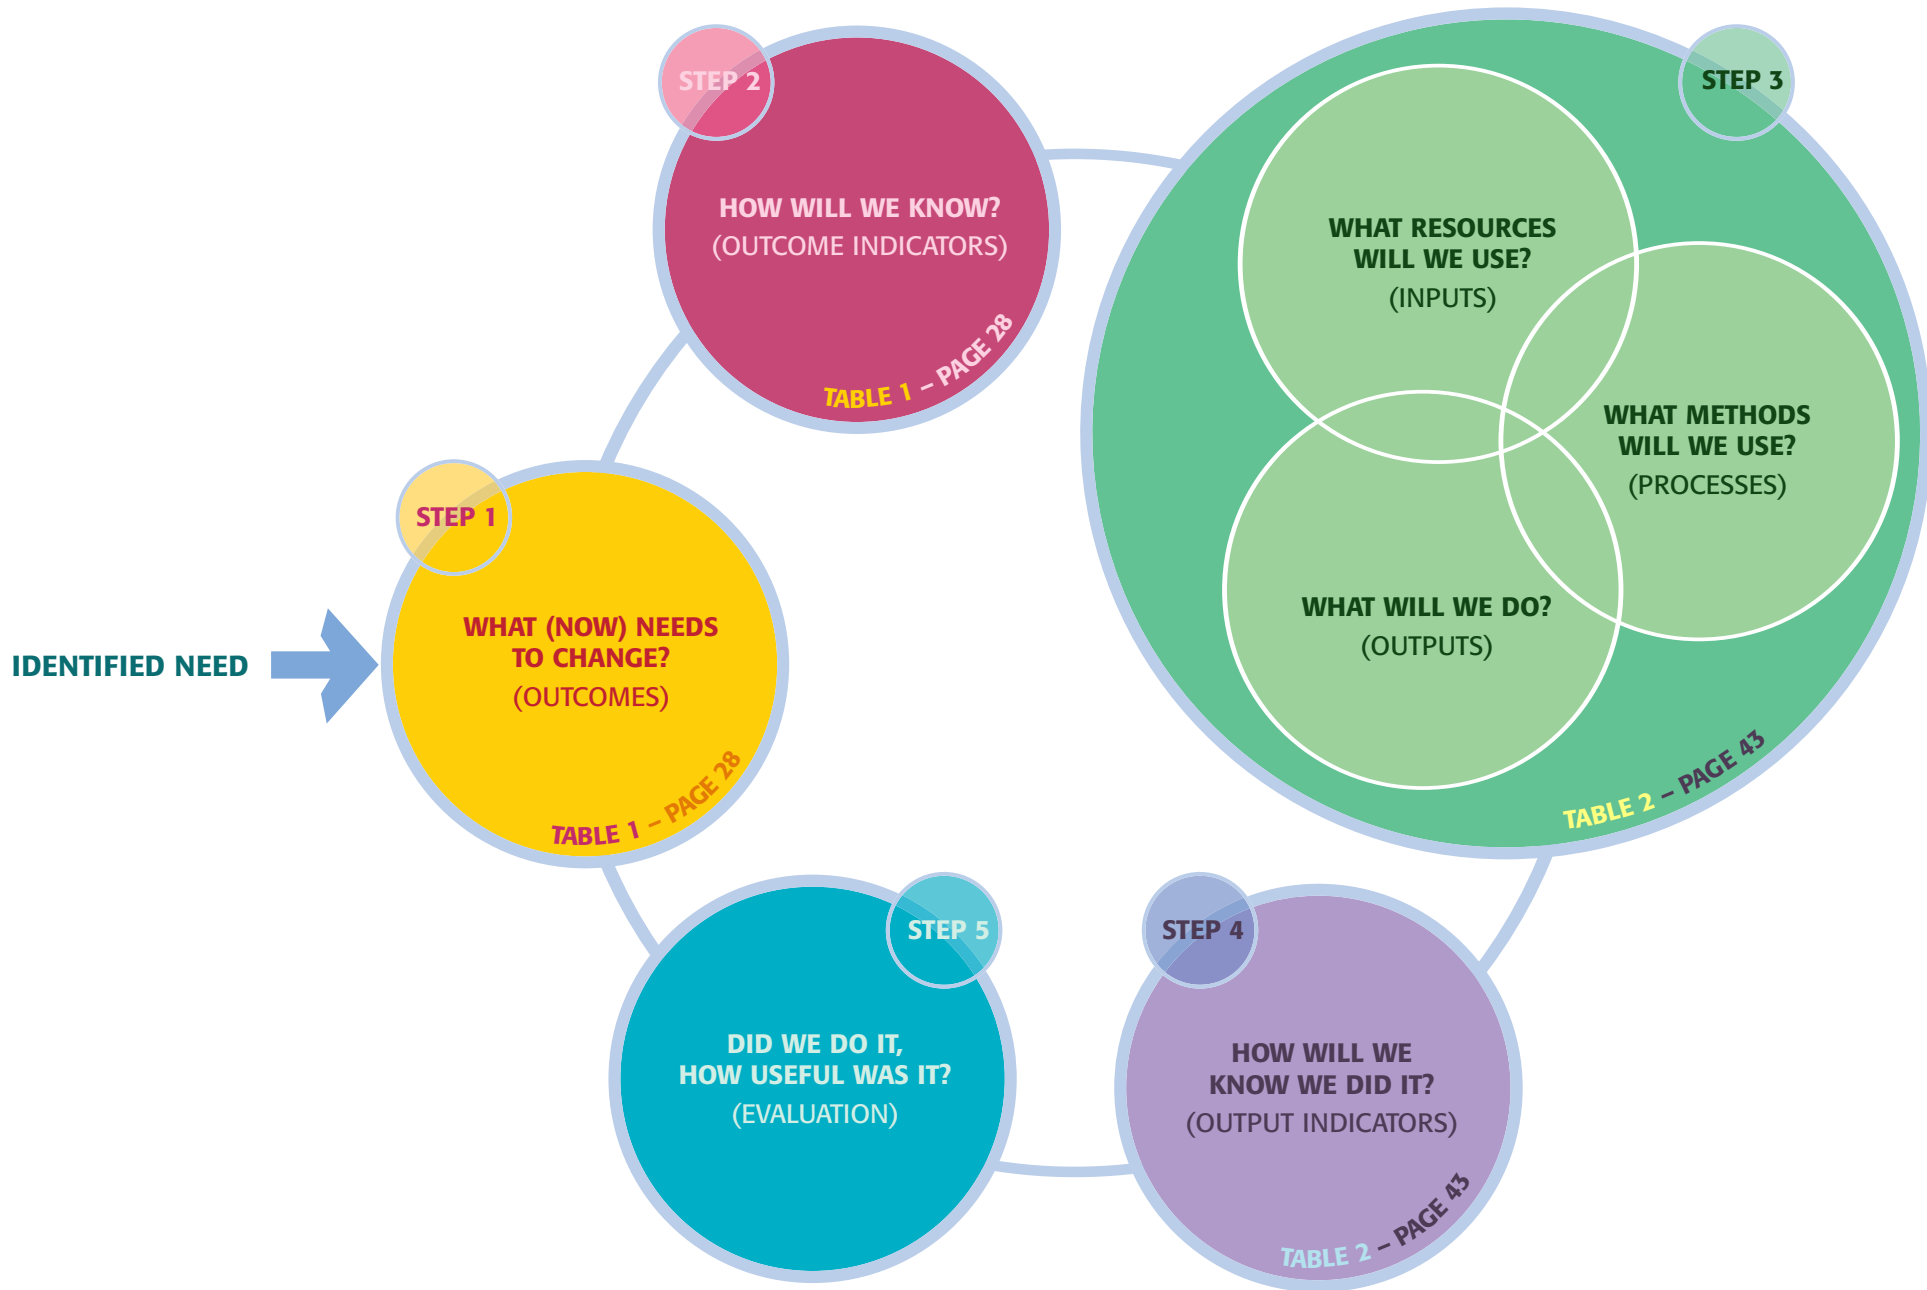 IDENTIFIED NEED
STEP 1
WHAT (NOW) NEEDS
TO CHANGE?
(OUTCOMES)
TABLE 1 – PAGE 28
STEP 2
HOW WILL WE KNOW?
(OUTCOME INDICATORS)
TABLE 1 – PAGE 28
STEP 3
WHAT RESOURCES
WILL WE USE?
(INPUTS)
WHAT METHODS
WILL WE USE?
(PROCESSES)
WHAT WILL WE DO?
(OUTPUTS)
TABLE 2 – PAGE 43
STEP 4
HOW WILL WE
KNOW WE DID IT?
(OUTPUT INDICATORS)
TABLE 2 – PAGE 43
STEP 5
DID WE DO IT,
HOW USEFUL WAS IT?
(EVALUATION)